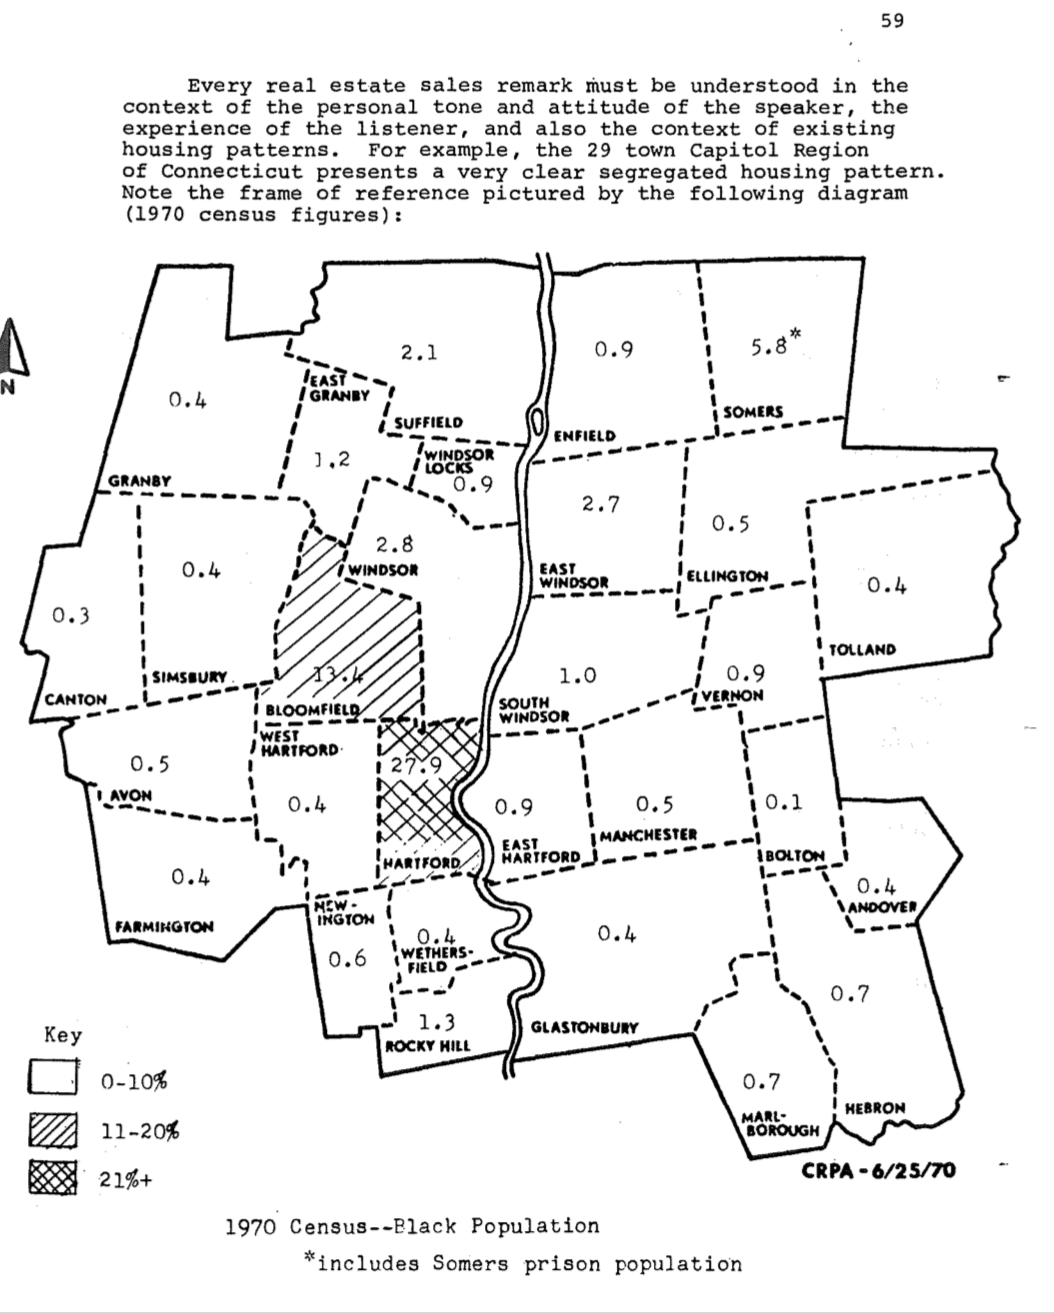 59
Every real estate sales remark must be understood in the
context of the personal tone and attitude of the speaker, the
experience of the listener, and also the context of existing
housing patterns. For example, the 29 town Capitol Region
of Connecticut presents a very clear segregated housing pattern.
Note the frame of reference pictured by the following diagram
(1970 census figures):
N
0.4
GRANBY
EAST
GRANBY
1.2
2.1
SUFFIELD
WINDSOR
LOCKS
0.9
0.9
ENFIELD
5.8*
SOMERS
0.3
CANTON
0.4
SIMSBURY
13.4
BLOOMFIELD
2.8
WINDSOR
2.7
EAST
WINDSOR
0.5
ELLINGTON
0.4
TOLLAND
1.0
SOUTH
WINDSOR
0.9
VERNON
0.5
AVON
WEST
HARTFORD
0.4
27.9
HARTFORD
0.9
EAST
HARTFORD
0.5
MANCHESTER
0.1
BOLTON
0.4
ANDOVER
0.4
FARMINGTON
NEW-
INGTON
0.6
0.4
WETHERS-
FIELD
1.3
ROCKY HILL
0.4
GLASTONBURY
0.7
MARL-
BOROUGH
0.7
HEBRON
Key
0-10%
11-20%
21%+
CRPA - 6/25/70
1970 Census--Black Population
*includes Somers prison population